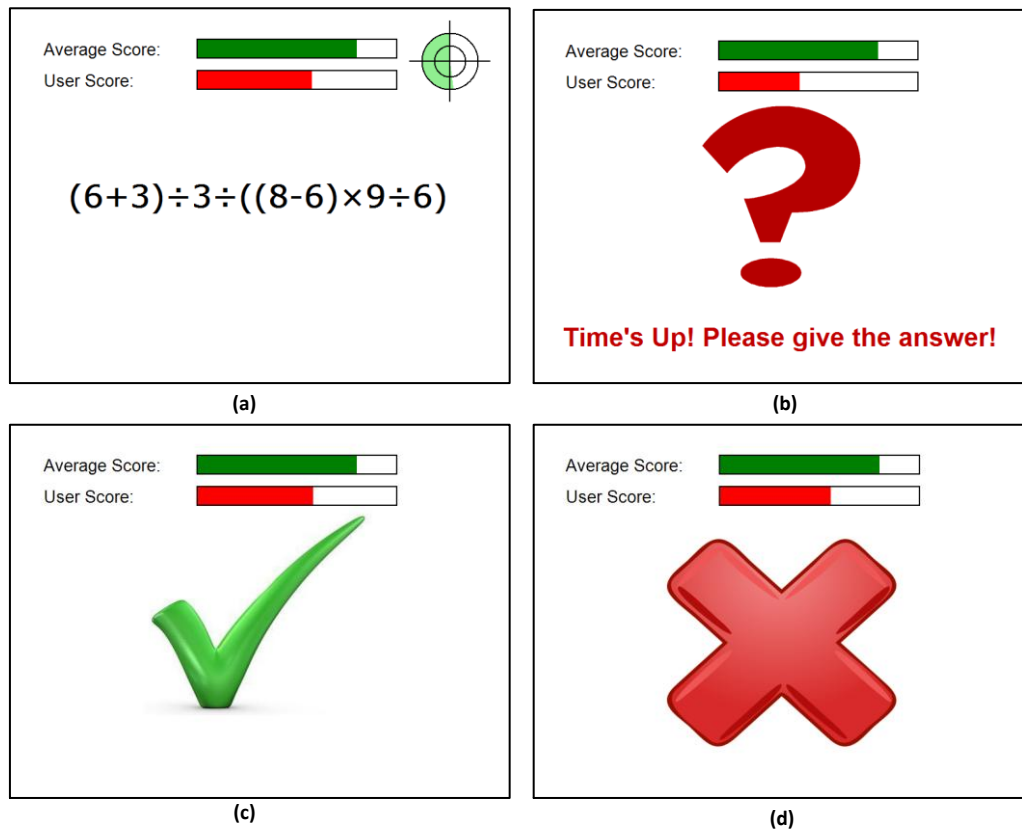 Average Score:
User Score:
(6+3)÷3÷((8-6)×9÷6)
(a)
Average Score:
User Score:
?
Time's Up! Please give the answer!
(b)
Average Score:
User Score:
(c)
Average Score:
User Score:
(d)